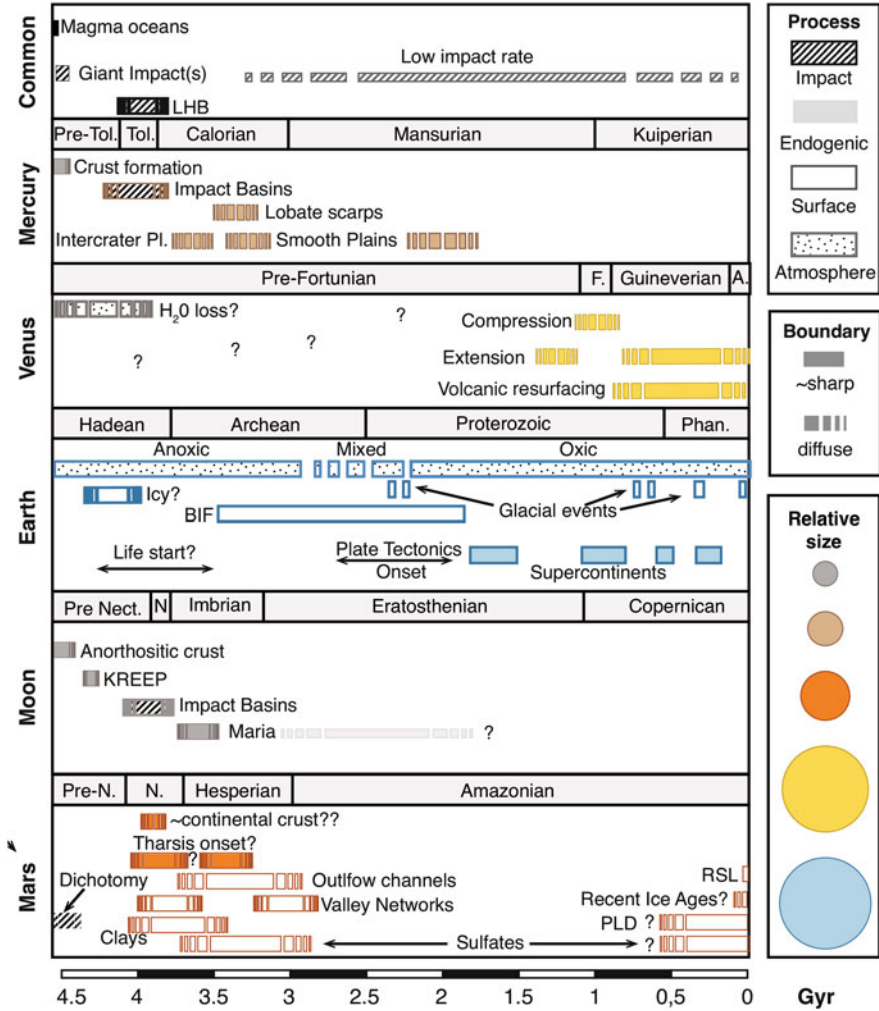 Common
Magma oceans
Giant Impact(s)
Low impact rate
LHB
Mercury
Pre-Tol. Tol. Calorian Mansurian Kuiperian
Crust formation
Impact Basins
Lobate scarps
Intercrater Pl. Smooth Plains
Venus
Pre-Fortunian F. Guineverian A.
H20 loss? ?
Compression
? ? ?
Extension
Volcanic resurfacing
Earth
Hadean Archean Proterozoic Phan.
Anoxic Mixed Oxic
Icy?
Glacial events
BIF
Life start? Plate Tectonics
Onset Supercontinents
Moon
Pre Nect. N Imbrian Eratosthenian Copernican
Anorthositic crust
KREEP
Impact Basins
Maria ?
Mars
Pre-N. N. Hesperian Amazonian
~continental crust??
Tharsis onset?
?
Dichotomy Outlfow channels RSL
Valley Networks Recent Ice Ages?
PLD ?
Clays Sulfates ?
4.5 4 3.5 3 2.5 2 1.5 1 0,5 0 Gyr
Process
Impact
Endogenic
Surface
Atmosphere
Boundary
~sharp
diffuse
Relative
size